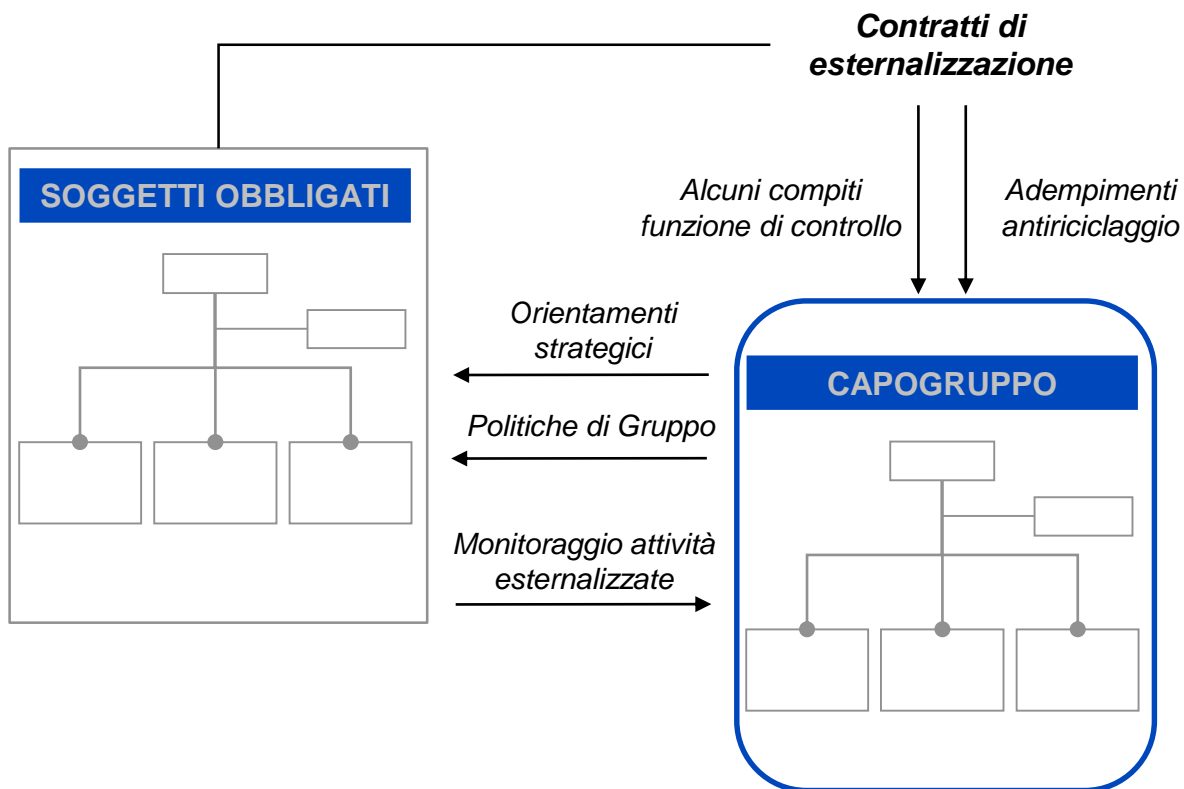 Contratti di
esternalizzazione
SOGGETTI OBBLIGATI
Alcuni compiti
funzione di controllo
Adempimenti
antiriciclaggio
Orientamenti
strategici
CAPOGRUPPO
Politiche di Gruppo
Monitoraggio attività
esternalizzate